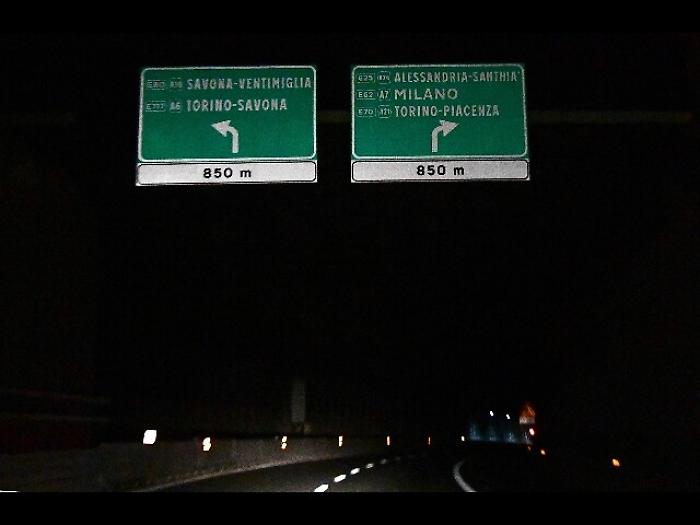 E80 A10 SAVONA-VENTIMIGLIA
E717 A6 TORINO-SAVONA
850 m
E25 A26 ALESSANDRIA-SANTHIA'
E62 A7 MILANO
E70 A21 TORINO-PIACENZA
850 m